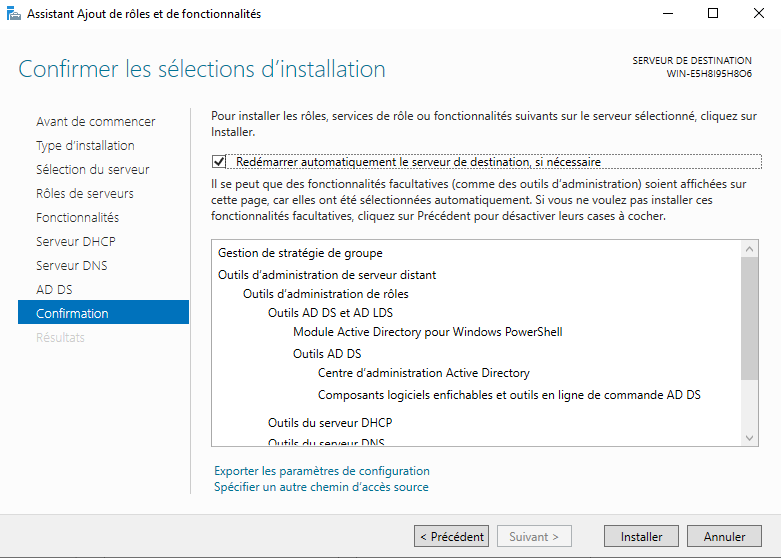 Assistant Ajout de rôles et de fonctionnalités
Confirmer les sélections d'installation
SERVEUR DE DESTINATION
WIN-E5H8I95H8O6
Avant de commencer
Type d'installation
Sélection du serveur
Rôles de serveurs
Fonctionnalités
Serveur DHCP
Serveur DNS
AD DS
Confirmation
Résultats
Pour installer les rôles, services de rôle ou fonctionnalités suivants sur le serveur sélectionné, cliquez sur
Installer.
Redémarrer automatiquement le serveur de destination, si nécessaire
Il se peut que des fonctionnalités facultatives (comme des outils d'administration) soient affichées sur
cette page, car elles ont été sélectionnées automatiquement. Si vous ne voulez pas installer ces
fonctionnalités facultatives, cliquez sur Précédent pour désactiver leurs cases à cocher.
Gestion de stratégie de groupe
Outils d'administration de serveur distant
Outils d'administration de rôles
Outils AD DS et AD LDS
Module Active Directory pour Windows PowerShell
Outils AD DS
Centre d'administration Active Directory
Composants logiciels enfichables et outils en ligne de commande AD DS
Outils du serveur DHCP
Outils du serveur DNS
Exporter les paramètres de configuration
Spécifier un autre chemin d'accès source
< Précédent
Suivant >
Installer
Annuler